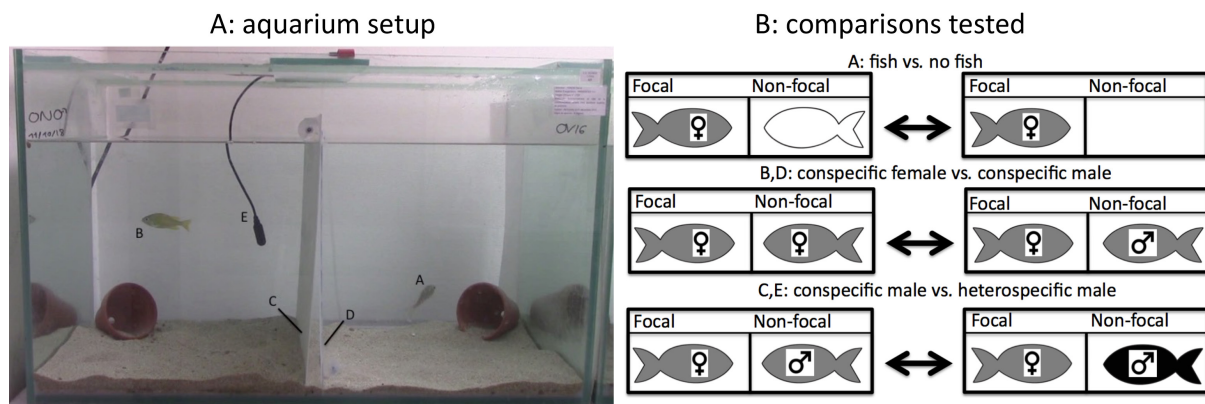 A: aquarium setup
B: comparisons tested
A: fish vs. no fish
Focal Non-focal
♀
Focal Non-focal
♀
B,D: conspecific female vs. conspecific male
Focal Non-focal
♀ ♀
Focal Non-focal
♀ ♂
C,E: conspecific male vs. heterospecific male
Focal Non-focal
♀ ♂
Focal Non-focal
♀ ♂
OV16
B
E
A
C
D